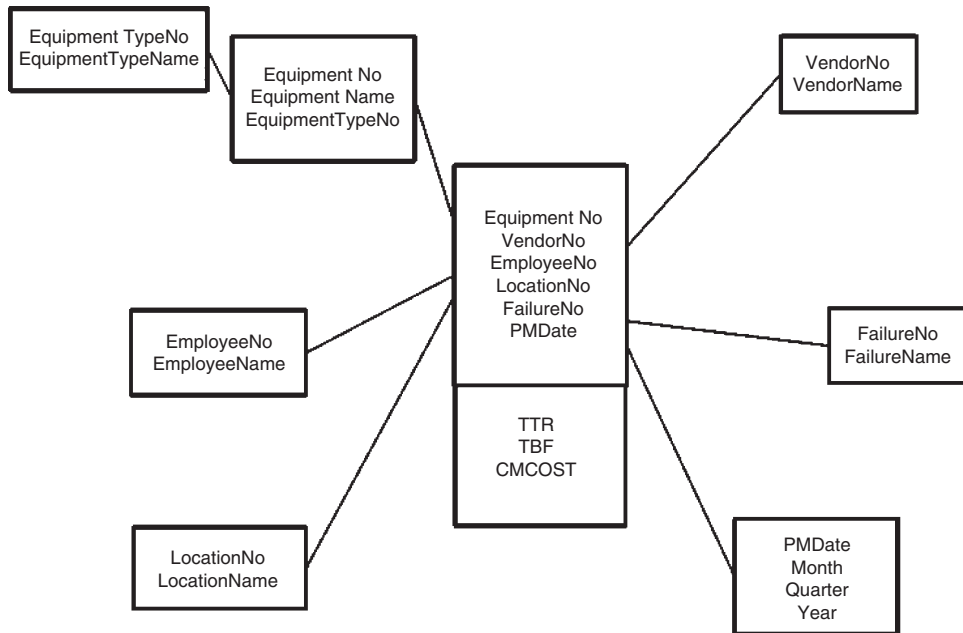 Equipment TypeNo
EquipmentTypeName
Equipment No
Equipment Name
EquipmentTypeNo
VendorNo
VendorName
Equipment No
VendorNo
EmployeeNo
LocationNo
FailureNo
PMDate
TTR
TBF
CMCOST
EmployeeNo
EmployeeName
FailureNo
FailureName
LocationNo
LocationName
PMDate
Month
Quarter
Year